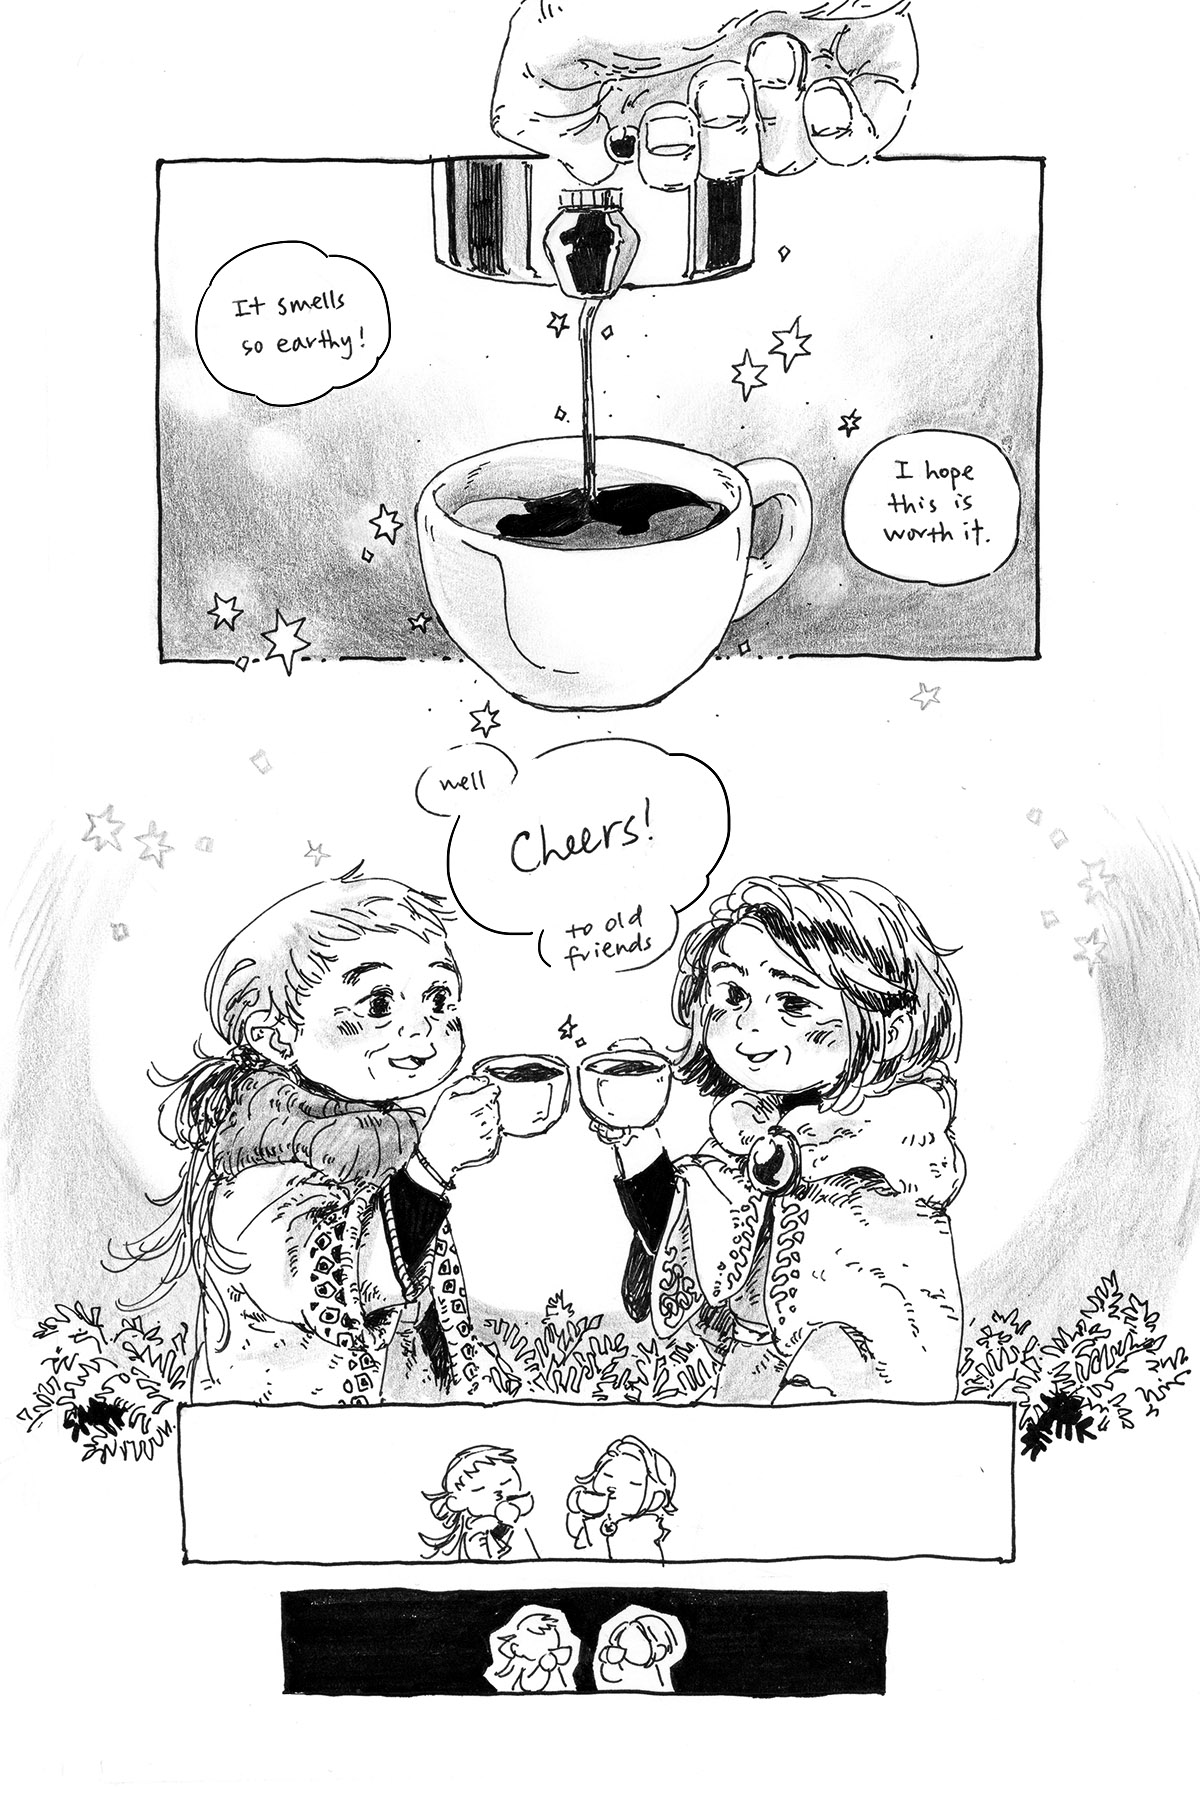 It smells
so earthy!
I hope
this is
worth it.
well
Cheers!
to old
friends